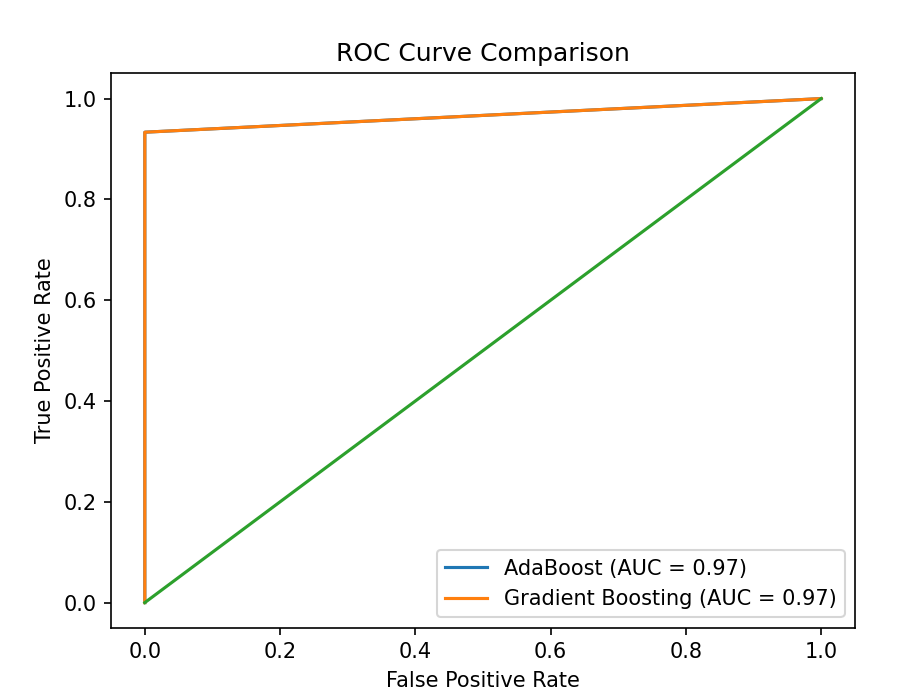 ROC Curve Comparison
1.0
0.8
0.6
0.4
0.2
0.0
True Positive Rate
AdaBoost (AUC = 0.97)
Gradient Boosting (AUC = 0.97)
0.0 0.2 0.4 0.6 0.8 1.0
False Positive Rate